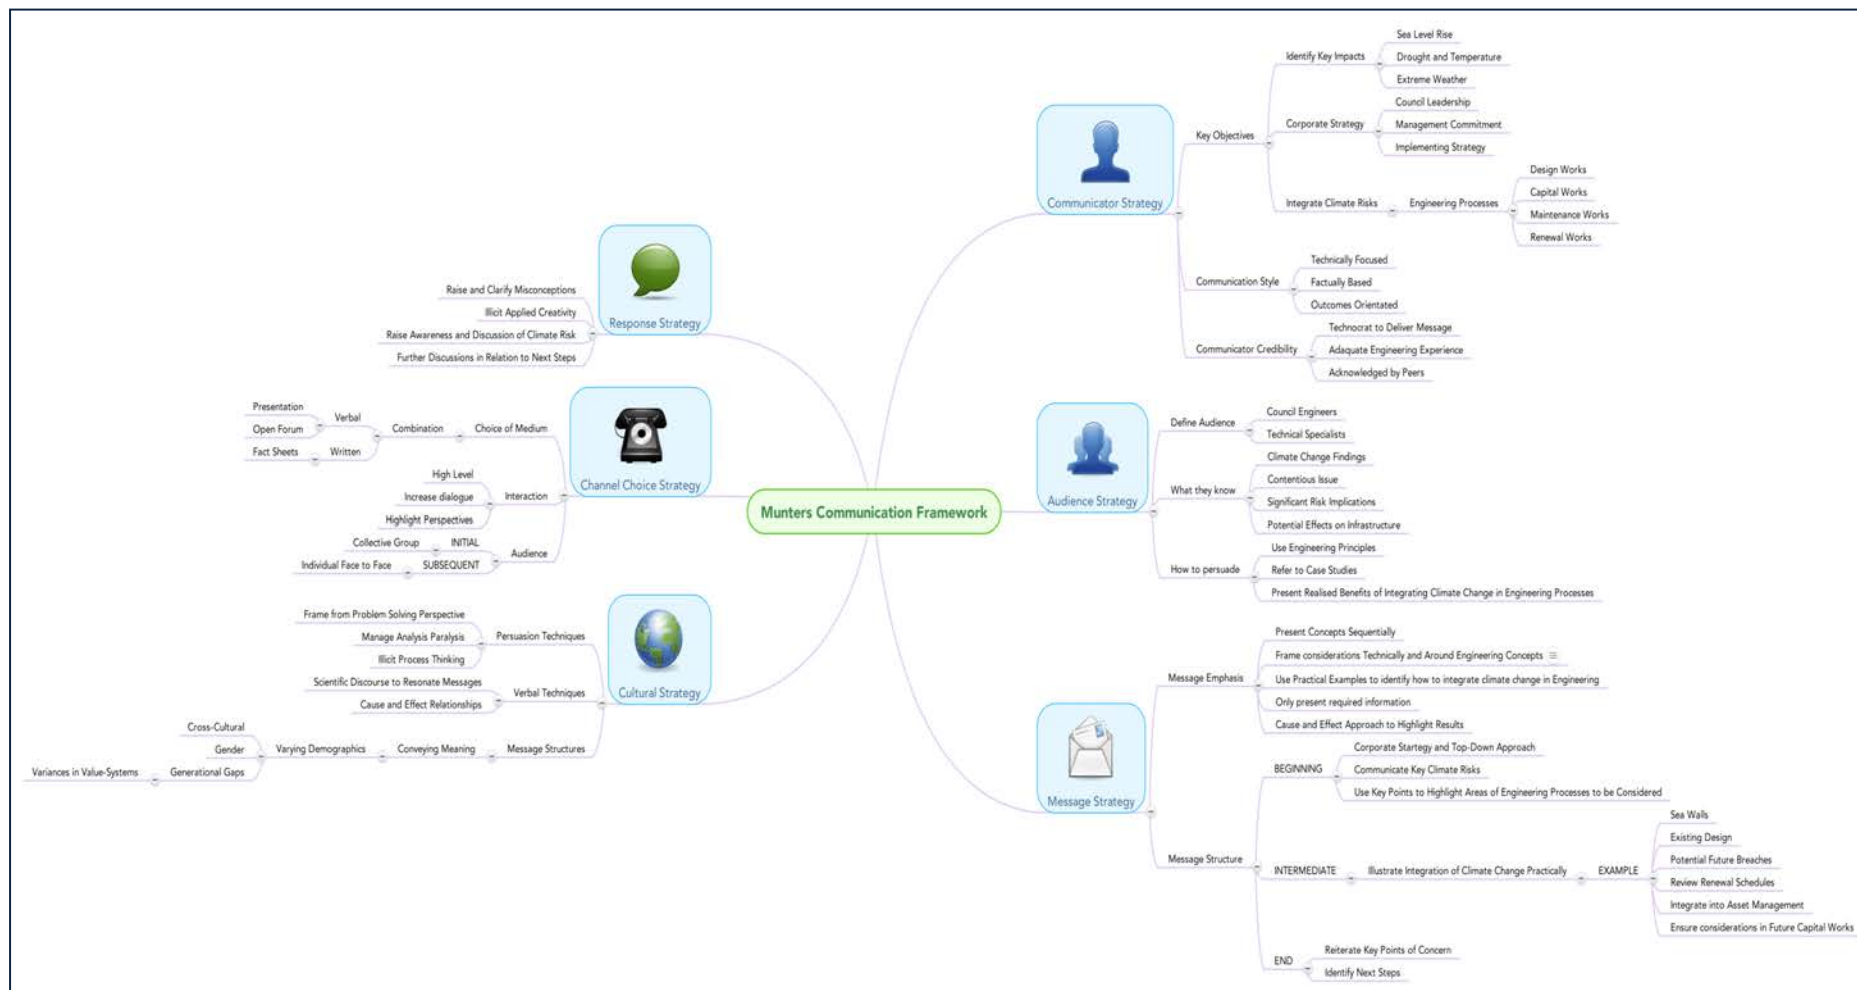 Munters Communication Framework
Communicator Strategy
Key Objectives
Identify Key Impacts
Sea Level Rise
Drought and Temperature
Extreme Weather
Corporate Strategy
Council Leadership
Management Commitment
Implementing Strategy
Integrate Climate Risks
Engineering Processes
Design Works
Capital Works
Maintenance Works
Renewal Works
Communication Style
Technically Focused
Factually Based
Outcomes Orientated
Communicator Credibility
Technocrat to Deliver Message
Adaquate Engineering Experience
Acknowledged by Peers
Audience Strategy
Define Audience
Council Engineers
Technical Specialists
What they know
Climate Change Findings
Contentious Issue
Significant Risk Implications
Potential Effects on Infrastructure
How to persuade
Use Engineering Principles
Refer to Case Studies
Present Realised Benefits of Integrating Climate Change in Engineering Processes
Message Strategy
Message Emphasis
Present Concepts Sequentially
Frame considerations Technically and Around Engineering Concepts
Use Practical Examples to identify how to integrate climate change in Engineering
Only present required information
Cause and Effect Approach to Highlight Results
Message Structure
BEGINNING
Corporate Startegy and Top-Down Approach
Communicate Key Climate Risks
Use Key Points to Highlight Areas of Engineering Processes to be Considered
INTERMEDIATE
Illustrate Integration of Climate Change Practically
EXAMPLE
Sea Walls
Existing Design
Potential Future Breaches
Review Renewal Schedules
Integrate into Asset Management
Ensure considerations in Future Capital Works
END
Reiterate Key Points of Concern
Identify Next Steps
Response Strategy
Raise and Clarify Misconceptions
Illicit Applied Creativity
Raise Awareness and Discussion of Climate Risk
Further Discussions in Relation to Next Steps
Channel Choice Strategy
Choice of Medium
Combination
Verbal
Presentation
Open Forum
Written
Fact Sheets
Interaction
High Level
Increase dialogue
Highlight Perspectives
Audience
INITIAL
Collective Group
SUBSEQUENT
Individual Face to Face
Cultural Strategy
Persuasion Techniques
Frame from Problem Solving Perspective
Manage Analysis Paralysis
Illicit Process Thinking
Verbal Techniques
Scientific Discourse to Resonate Messages
Cause and Effect Relationships
Message Structures
Conveying Meaning
Varying Demographics
Cross-Cultural
Gender
Generational Gaps
Variances in Value-Systems